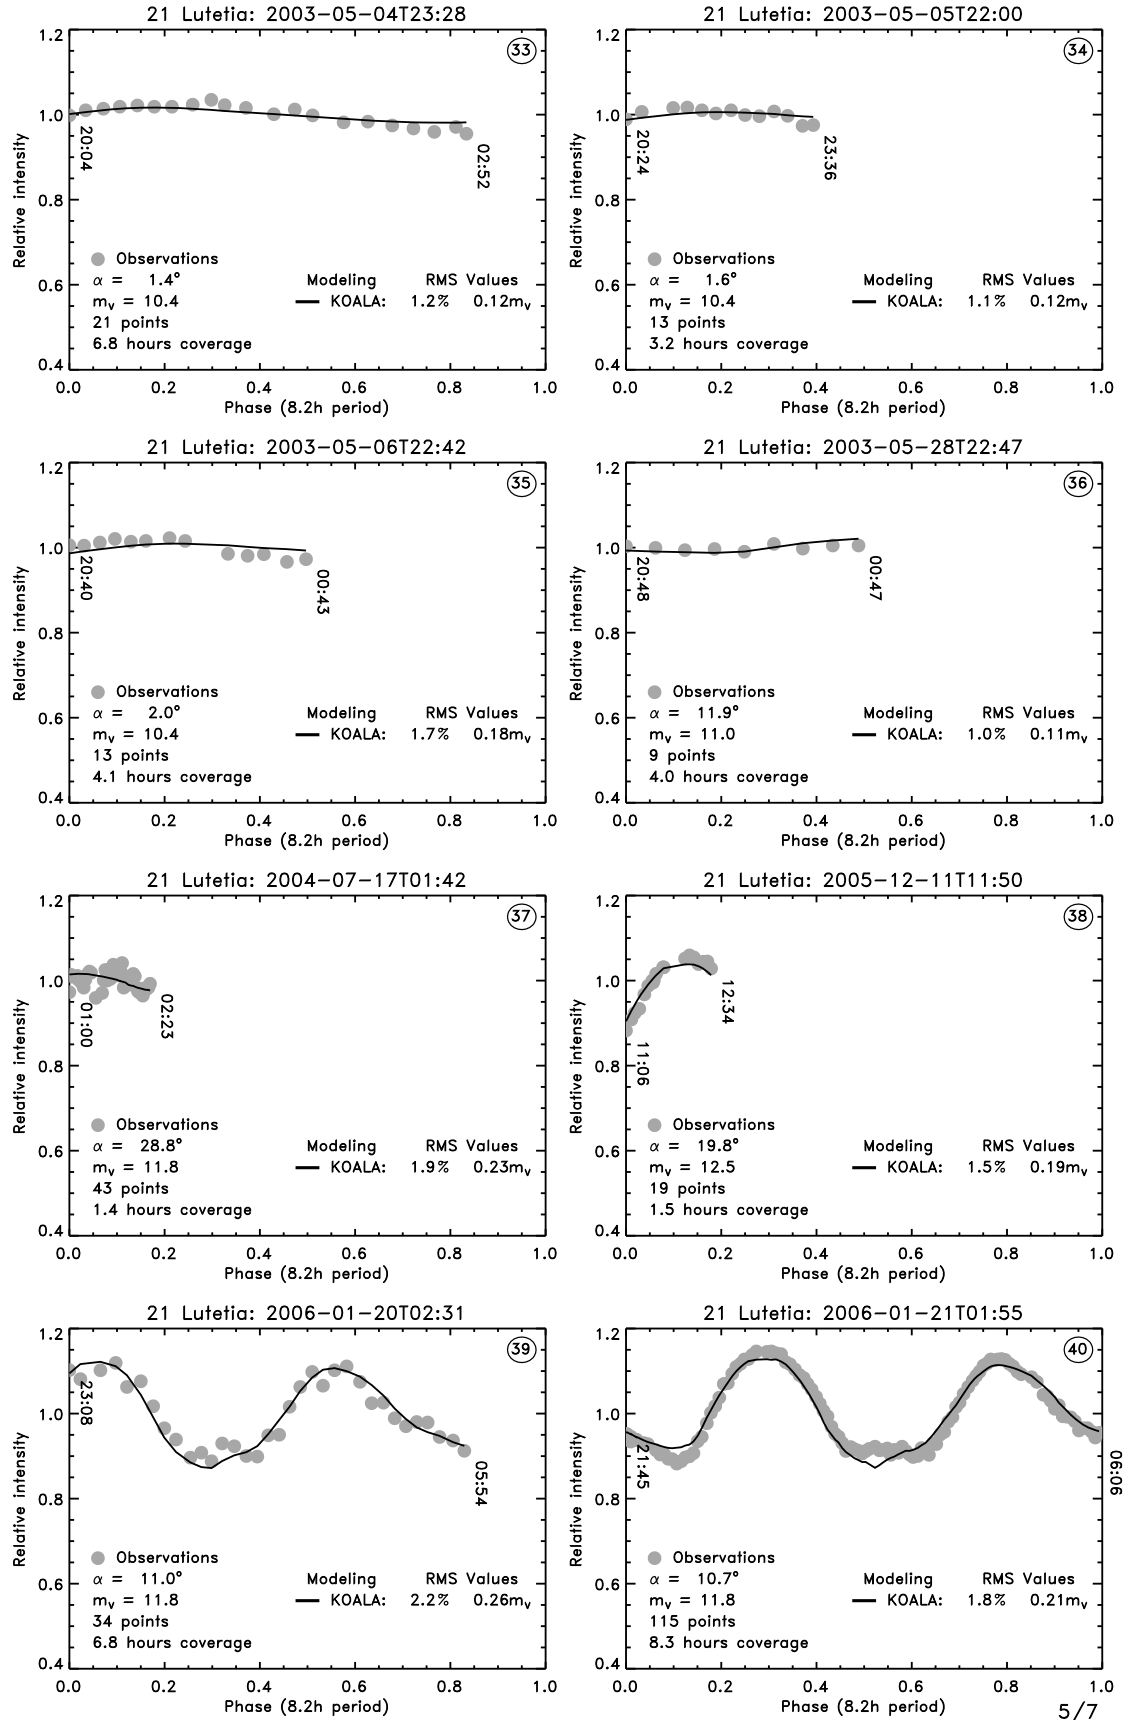 21 Lutetia: 2003-05-04T23:28
33
1.2
1.0
0.8
0.6
0.4
Relative intensity
20:04
02:52
Observations
α = 1.4°
mv = 10.4
21 points
6.8 hours coverage
Modeling RMS Values
KOALA: 1.2% 0.12mv
0.0 0.2 0.4 0.6 0.8 1.0
Phase (8.2h period)
21 Lutetia: 2003-05-05T22:00
34
1.2
1.0
0.8
0.6
0.4
Relative intensity
20:24
23:36
Observations
α = 1.6°
mv = 10.4
13 points
3.2 hours coverage
Modeling RMS Values
KOALA: 1.1% 0.12mv
0.0 0.2 0.4 0.6 0.8 1.0
Phase (8.2h period)
21 Lutetia: 2003-05-06T22:42
35
1.2
1.0
0.8
0.6
0.4
Relative intensity
20:40
00:43
Observations
α = 2.0°
mv = 10.4
13 points
4.1 hours coverage
Modeling RMS Values
KOALA: 1.7% 0.18mv
0.0 0.2 0.4 0.6 0.8 1.0
Phase (8.2h period)
21 Lutetia: 2003-05-28T22:47
36
1.2
1.0
0.8
0.6
0.4
Relative intensity
20:48
00:47
Observations
α = 11.9°
mv = 11.0
9 points
4.0 hours coverage
Modeling RMS Values
KOALA: 1.0% 0.11mv
0.0 0.2 0.4 0.6 0.8 1.0
Phase (8.2h period)
21 Lutetia: 2004-07-17T01:42
37
1.2
1.0
0.8
0.6
0.4
Relative intensity
01:00
02:23
Observations
α = 28.8°
mv = 11.8
43 points
1.4 hours coverage
Modeling RMS Values
KOALA: 1.9% 0.23mv
0.0 0.2 0.4 0.6 0.8 1.0
Phase (8.2h period)
21 Lutetia: 2005-12-11T11:50
38
1.2
1.0
0.8
0.6
0.4
Relative intensity
11:06
12:34
Observations
α = 19.8°
mv = 12.5
19 points
1.5 hours coverage
Modeling RMS Values
KOALA: 1.5% 0.19mv
0.0 0.2 0.4 0.6 0.8 1.0
Phase (8.2h period)
21 Lutetia: 2006-01-20T02:31
39
1.2
1.0
0.8
0.6
0.4
Relative intensity
23:08
05:54
Observations
α = 11.0°
mv = 11.8
34 points
6.8 hours coverage
Modeling RMS Values
KOALA: 2.2% 0.26mv
0.0 0.2 0.4 0.6 0.8 1.0
Phase (8.2h period)
21 Lutetia: 2006-01-21T01:55
40
1.2
1.0
0.8
0.6
0.4
Relative intensity
21:45
06:06
Observations
α = 10.7°
mv = 11.8
115 points
8.3 hours coverage
Modeling RMS Values
KOALA: 1.8% 0.21mv
0.0 0.2 0.4 0.6 0.8 1.0
Phase (8.2h period)
5/7